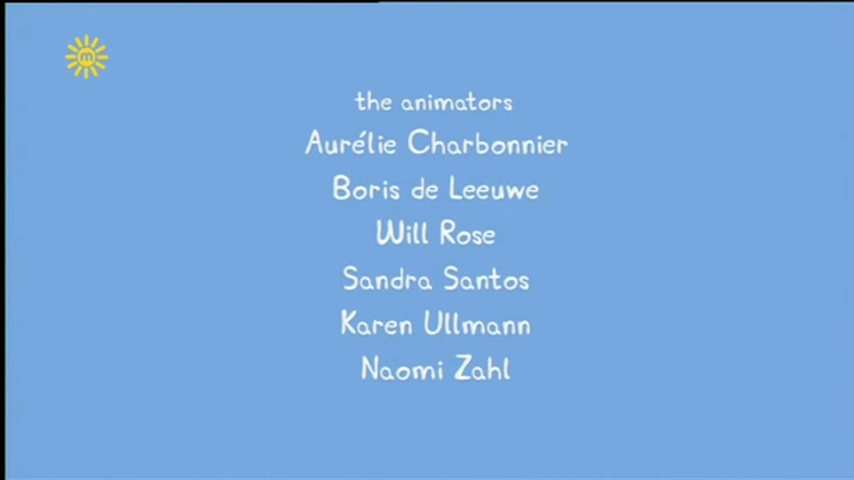 m
the animators
Aurélie Charbonnier
Boris de Leeuwe
Will Rose
Sandra Santos
Karen Ullmann
Naomi Zahl